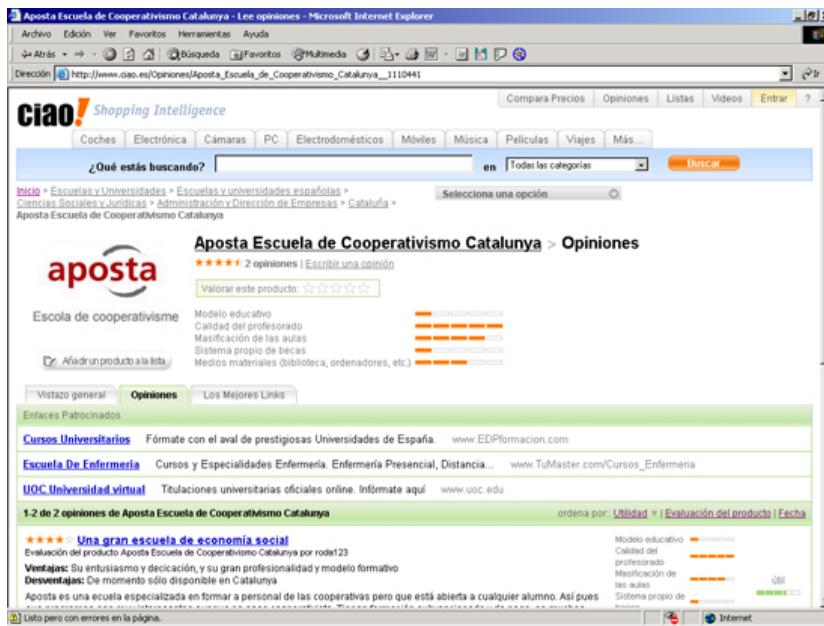 Aposta Escuela de Cooperativismo Catalunya - Lee opiniones - Microsoft Internet Explorer
Archivo Edición Ver Favoritos Herramientas Ayuda
Atrás Búsqueda Favoritos Multimedia
Dirección http://www.ciao.es/Opiniones/Aposta_Escuela_de_Cooperativismo_Catalunya__1110441 Ir
Compara Precios Opiniones Listas Videos Entrar ?
ciao! Shopping Intelligence
Coches Electrónica Cámaras PC Electrodomésticos Móviles Música Películas Viajes Más...
¿Qué estás buscando? en Todas las categorías Buscar
Inicio > Escuelas y Universidades > Escuelas y universidades españolas >
Ciencias Sociales y Jurídicas > Administración y Dirección de Empresas > Cataluña >
Aposta Escuela de Cooperativismo Catalunya
Selecciona una opción
Aposta Escuela de Cooperativismo Catalunya > Opiniones
2 opiniones | Escribir una opinión
Valorar este producto:
aposta
Escola de cooperativisme
Añadir un producto a la lista
Modelo educativo
Calidad del profesorado
Masificación de las aulas
Sistema propio de becas
Medios materiales (biblioteca, ordenadores, etc.)
Vistazo general Opiniones Los Mejores Links
Enlaces Patrocinados
Cursos Universitarios Fórmate con el aval de prestigiosas Universidades de España. www.EDPformacion.com
Escuela De Enfermeria Cursos y Especialidades Enfermería. Enfermería Presencial, Distancia... www.TuMaster.com/Cursos_Enfermeria
UOC Universidad virtual Titulaciones universitarias oficiales online. Infórmate aquí www.uoc.edu
1-2 de 2 opiniones de Aposta Escuela de Cooperativismo Catalunya ordena por: Utilidad | Evaluación del producto | Fecha
Una gran escuela de economía social
Evaluación del producto Aposta Escuela de Cooperativismo Catalunya por roda123
Ventajas: Su entusiasmo y decicación, y su gran profesionalidad y modelo formativo
Desventajas: De momento sólo disponible en Catalunya
Aposta es una ecuela especializada en formar a personal de las cooperativas pero que está abierta a cualquier alumno. Así pues
Modelo educativo
Calidad del
profesorado
Masificación de
las aulas
Sistema propio de
útil
Listo pero con errores en la página. Internet